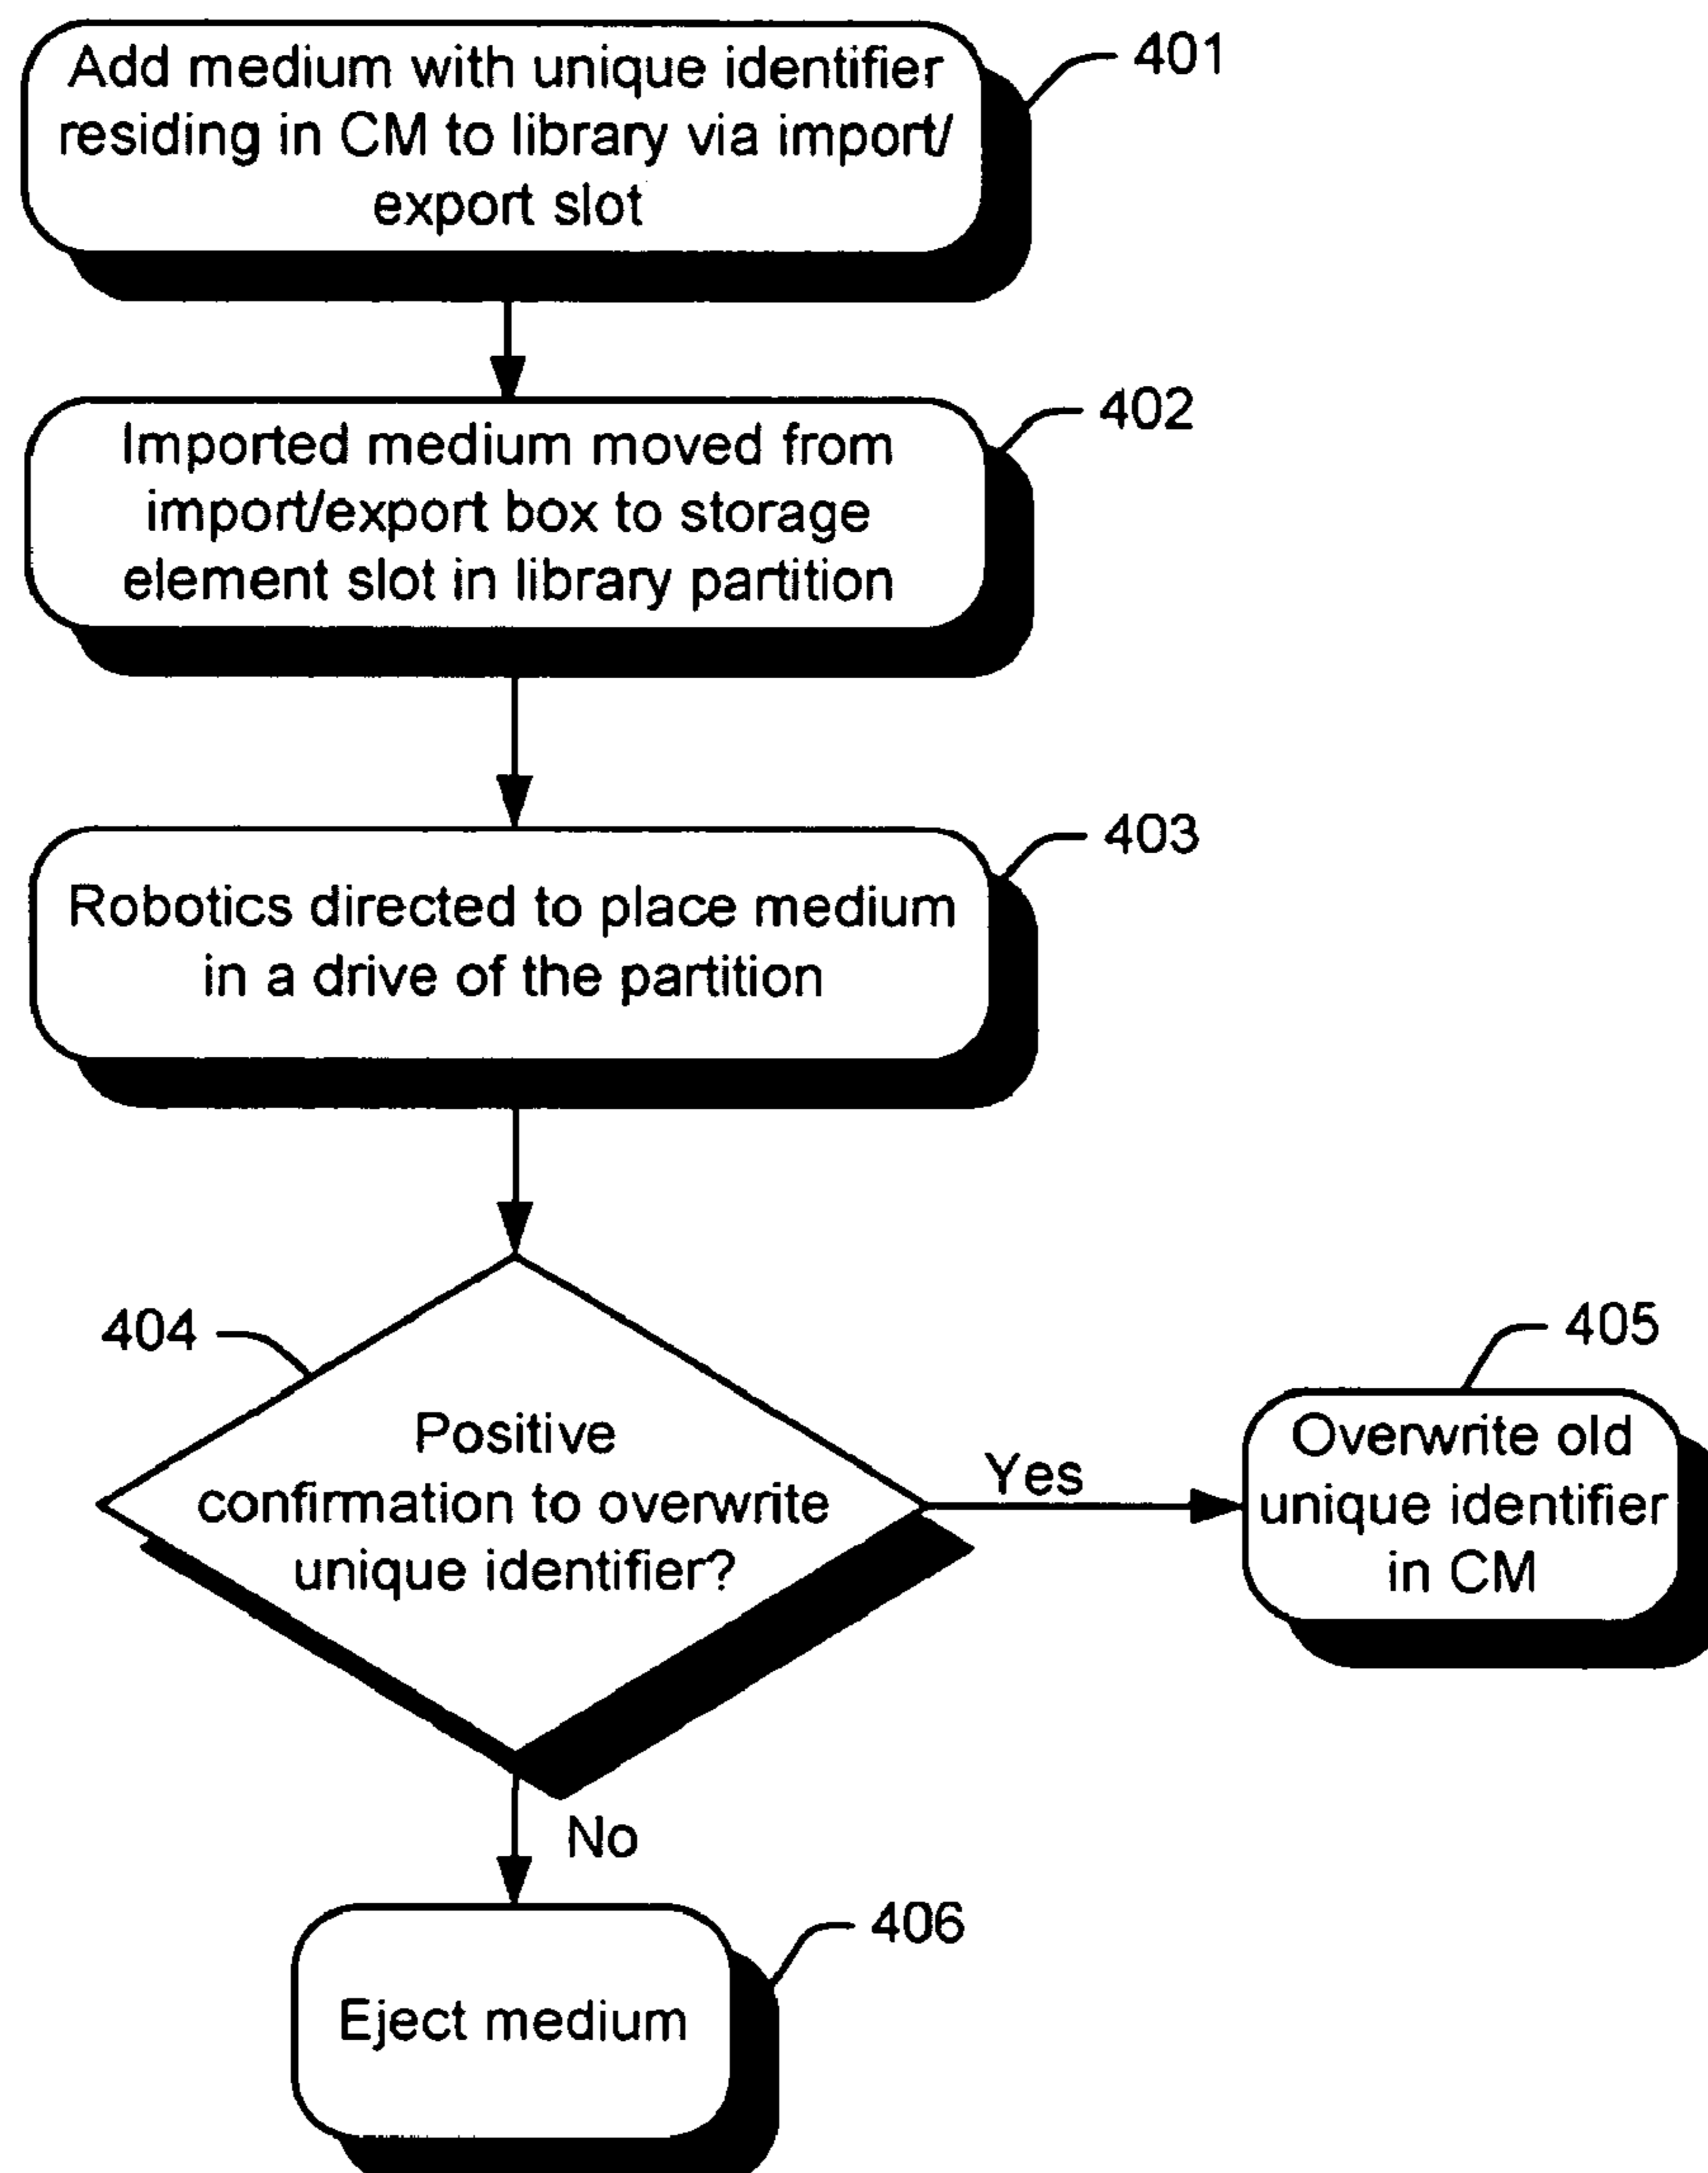 Add medium with unique identifier
residing in CM to library via import/
export slot
401
Imported medium moved from
import/export box to storage
element slot in library partition
402
Robotics directed to place medium
in a drive of the partition
403
404
Positive
confirmation to overwrite
unique identifier?
Yes
405
Overwrite old
unique identifier
in CM
No
406
Eject medium